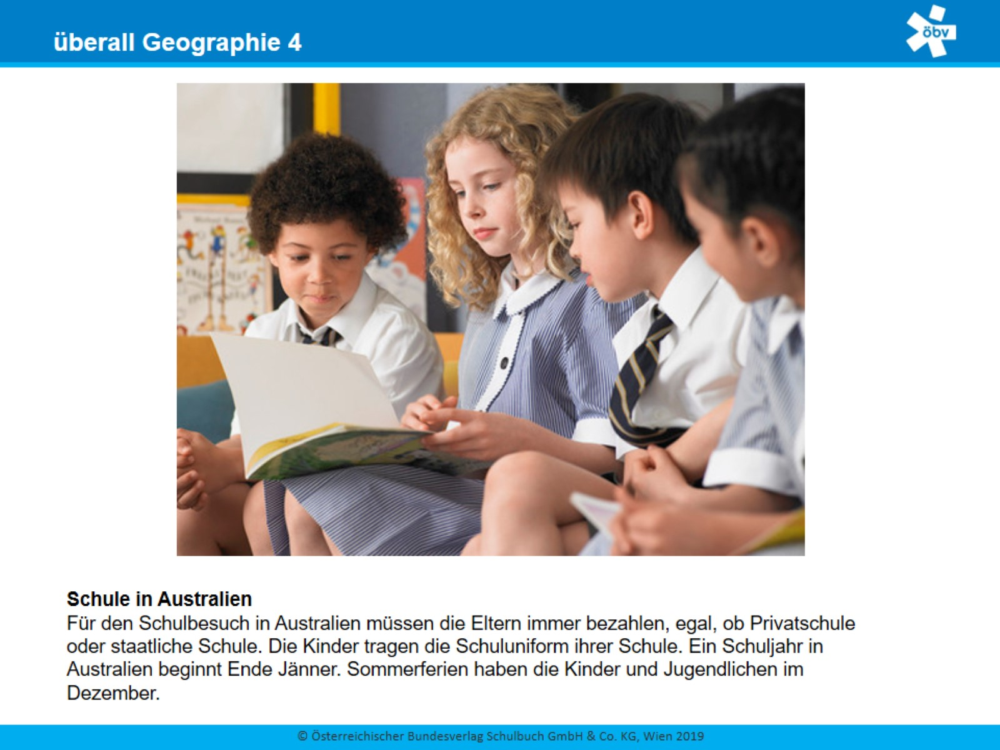 überall Geographie 4
öbv
Schule in Australien
Für den Schulbesuch in Australien müssen die Eltern immer bezahlen, egal, ob Privatschule
oder staatliche Schule. Die Kinder tragen die Schuluniform ihrer Schule. Ein Schuljahr in
Australien beginnt Ende Jänner. Sommerferien haben die Kinder und Jugendlichen im
Dezember.
© Österreichischer Bundesverlag Schulbuch GmbH & Co. KG, Wien 2019